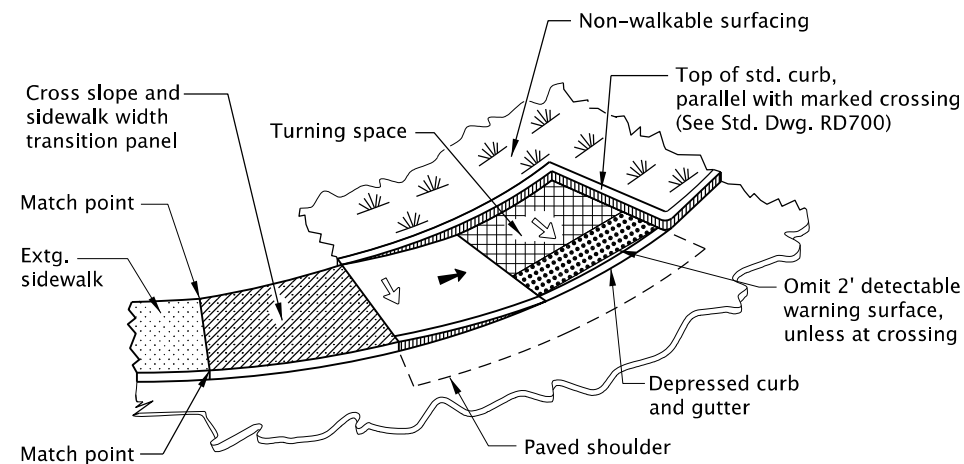 Non-walkable surfacing
Top of std. curb,
parallel with marked crossing
(See Std. Dwg. RD700)
Cross slope and
sidewalk width
transition panel
Turning space
Match point
Extg.
sidewalk
Omit 2' detectable
warning surface,
unless at crossing
Depressed curb
and gutter
Paved shoulder
Match point